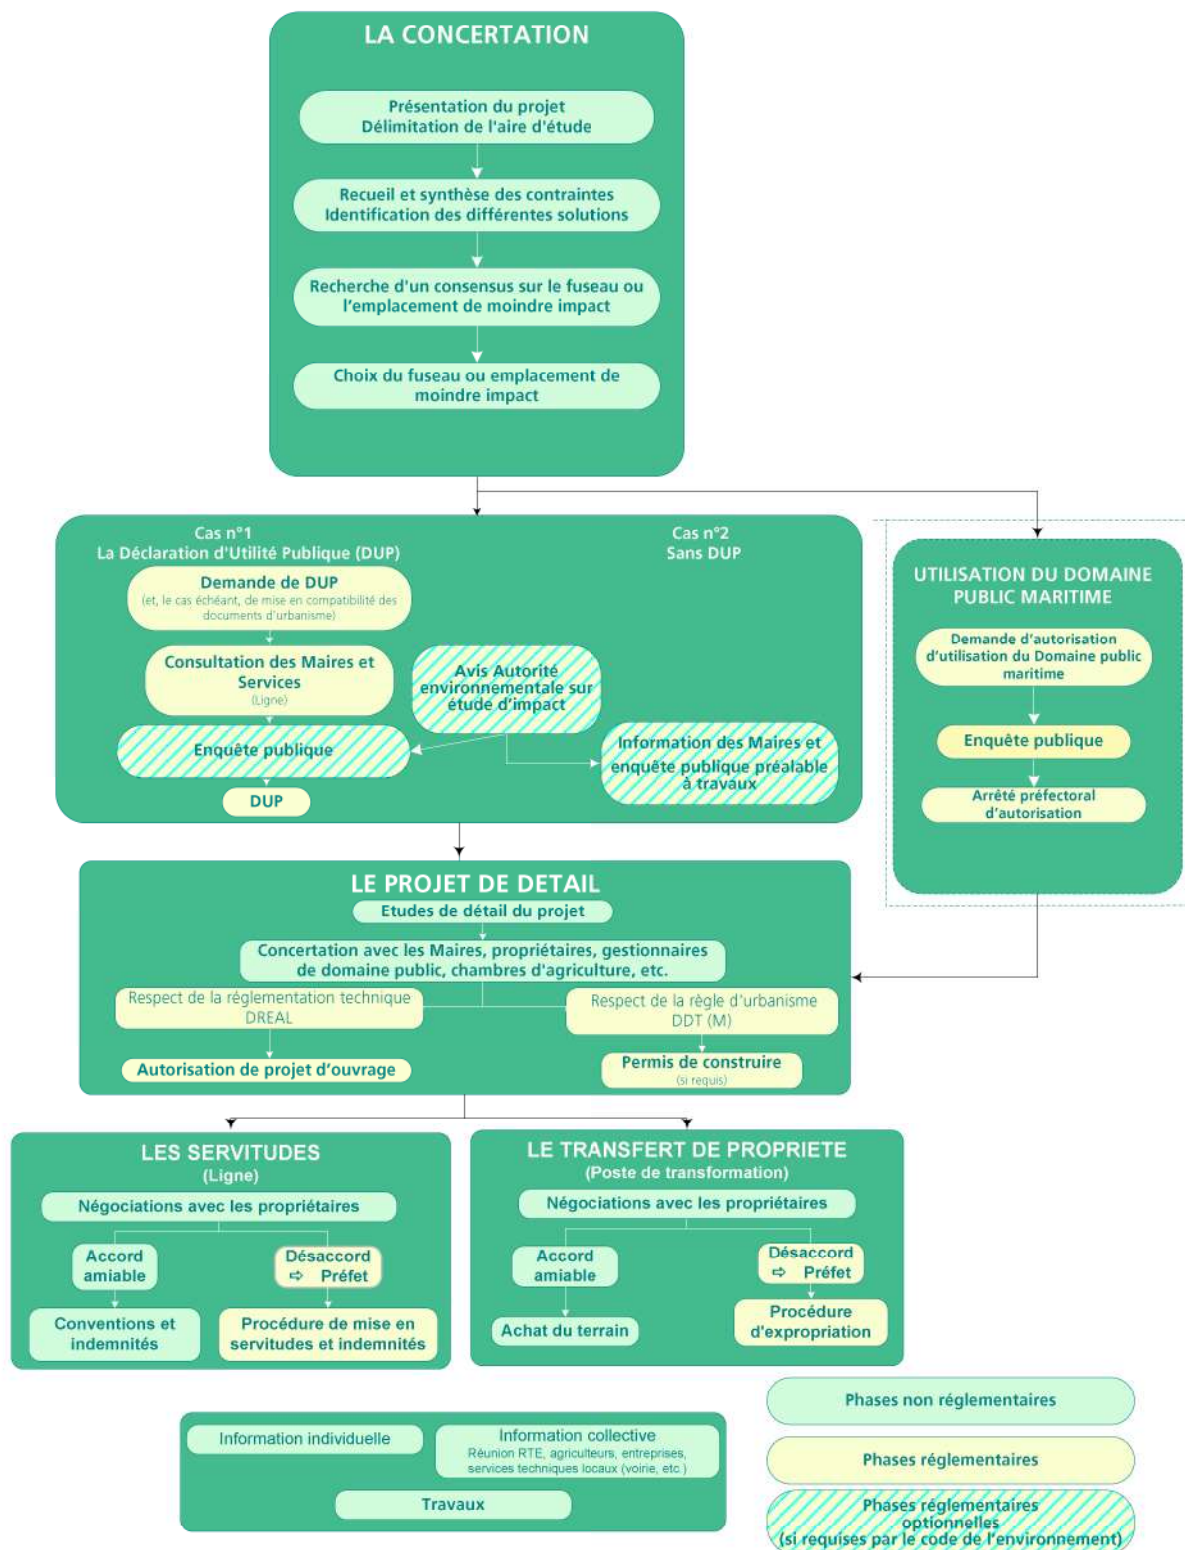 LA CONCERTATION
Présentation du projet
Délimitation de l'aire d'étude
Recueil et synthèse des contraintes
Identification des différentes solutions
Recherche d'un consensus sur le fuseau ou
l'emplacement de moindre impact
Choix du fuseau ou emplacement de
moindre impact
Cas n°1
La Déclaration d'Utilité Publique (DUP)
Demande de DUP
(et, le cas échéant, de mise en compatibilité des
documents d'urbanisme)
Consultation des Maires et
Services
(Ligne)
Enquête publique
DUP
Avis Autorité
environnementale sur
étude d'impact
Cas n°2
Sans DUP
Information des Maires et
enquête publique préalable
à travaux
UTILISATION DU DOMAINE
PUBLIC MARITIME
Demande d'autorisation
d'utilisation du Domaine public
maritime
Enquête publique
Arrêté préfectoral
d'autorisation
LE PROJET DE DETAIL
Etudes de détail du projet
Concertation avec les Maires, propriétaires, gestionnaires
de domaine public, chambres d'agriculture, etc.
Respect de la réglementation technique
DREAL
Autorisation de projet d'ouvrage
Respect de la règle d'urbanisme
DDT (M)
Permis de construire
(si requis)
LES SERVITUDES
(Ligne)
Négociations avec les propriétaires
Accord
amiable
Désaccord
⇨ Préfet
Conventions et
indemnités
Procédure de mise en
servitudes et indemnités
LE TRANSFERT DE PROPRIETE
(Poste de transformation)
Négociations avec les propriétaires
Accord
amiable
Désaccord
⇨ Préfet
Achat du terrain
Procédure
d'expropriation
Information individuelle
Information collective
Réunion RTE, agriculteurs, entreprises,
services techniques locaux (voirie, etc.)
Travaux
Phases non réglementaires
Phases réglementaires
Phases réglementaires
optionnelles
(si requises par le code de l'environnement)